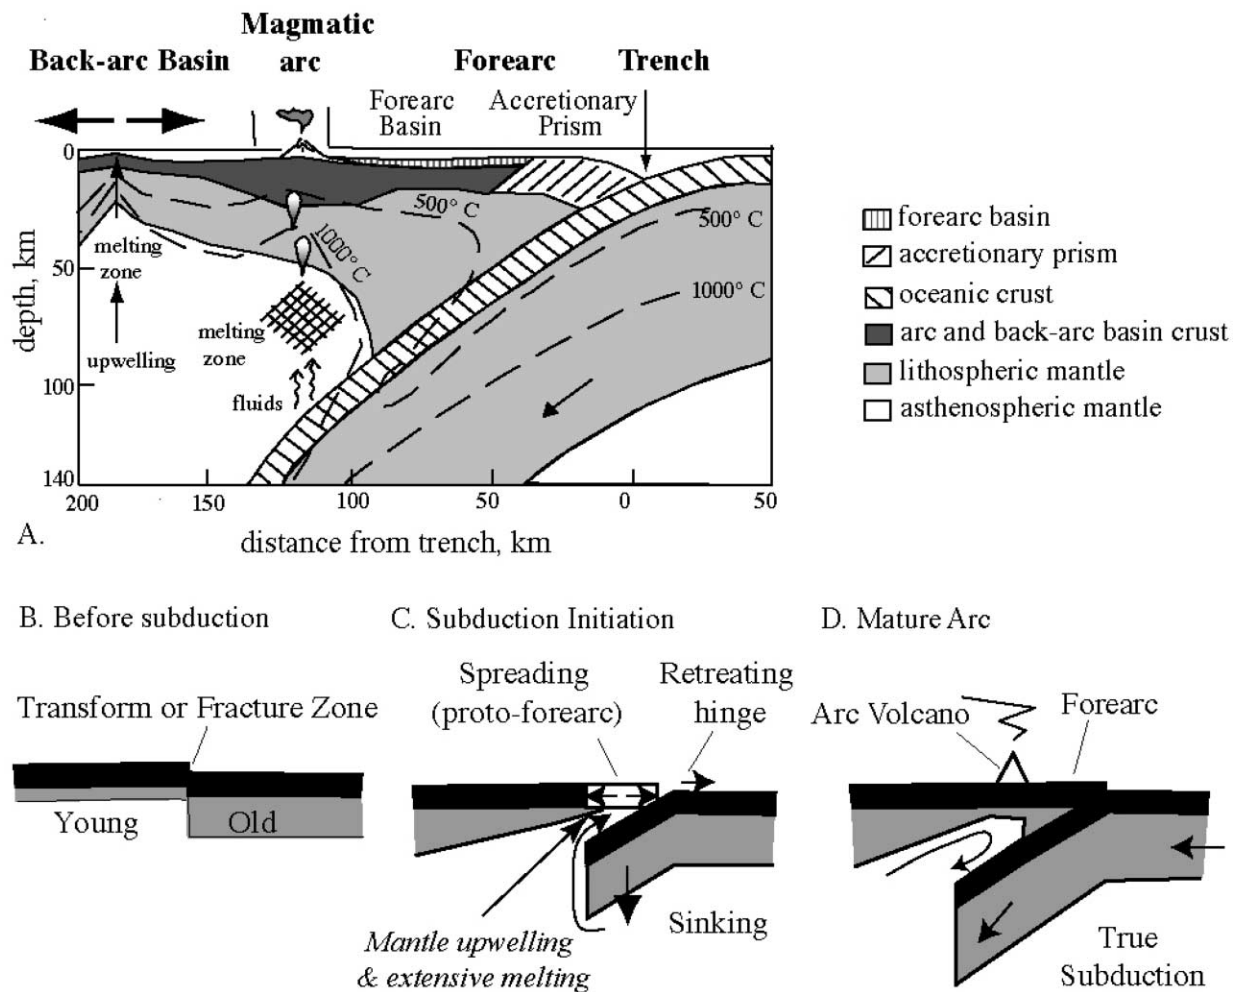 Magmatic
arc
Back-arc Basin
Forearc
Trench
Forearc
Basin
Accretionary
Prism
0
50
100
140
depth, km
500° C
1000° C
500° C
1000° C
melting
zone
upwelling
melting
zone
fluids
200
150
100
50
0
50
distance from trench, km
A.
forearc basin
accretionary prism
oceanic crust
arc and back-arc basin crust
lithospheric mantle
asthenospheric mantle
B. Before subduction
Transform or Fracture Zone
Young
Old
C. Subduction Initiation
Spreading
(proto-forearc)
Retreating
hinge
Sinking
Mantle upwelling
& extensive melting
D. Mature Arc
Arc Volcano
Forearc
True
Subduction